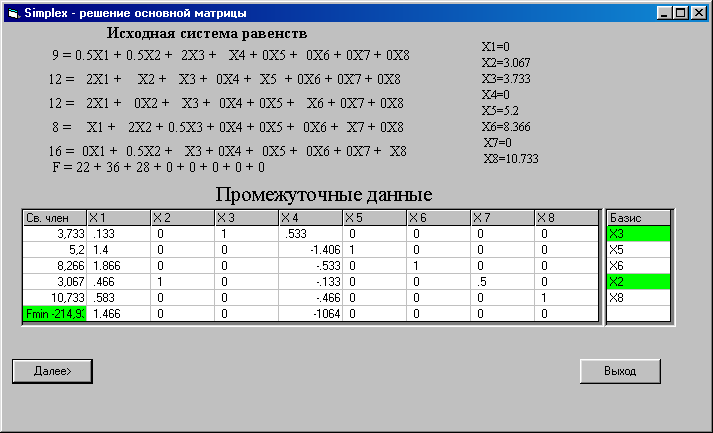 Simplex - решение основной матрицы
Исходная система равенств
9 = 0.5X1 + 0.5X2 + 2X3 + X4 + 0X5 + 0X6 + 0X7 + 0X8
12 = 2X1 + X2 + X3 + 0X4 + X5 + 0X6 + 0X7 + 0X8
12 = 2X1 + 0X2 + X3 + 0X4 + 0X5 + X6 + 0X7 + 0X8
8 = X1 + 2X2 + 0.5X3 + 0X4 + 0X5 + 0X6 + X7 + 0X8
16 = 0X1 + 0.5X2 + X3 + 0X4 + 0X5 + 0X6 + 0X7 + X8
F = 22 + 36 + 28 + 0 + 0 + 0 + 0 + 0
X1=0
X2=3.067
X3=3.733
X4=0
X5=5.2
X6=8.366
X7=0
X8=10.733
Промежуточные данные
Св. член X 1 X 2 X 3 X 4 X 5 X 6 X 7 X 8 Базис
3,733 .133 0 1 .533 0 0 0 0 X3
5,2 1.4 0 0 -1.406 1 0 0 0 X5
8,266 1.866 0 0 -.533 0 1 0 0 X6
3,067 .466 1 0 -.133 0 0 .5 0 X2
10,733 .583 0 0 -.466 0 0 0 1 X8
Fmin -214,93 1.466 0 0 -1064 0 0 0 0
Далее> Выход